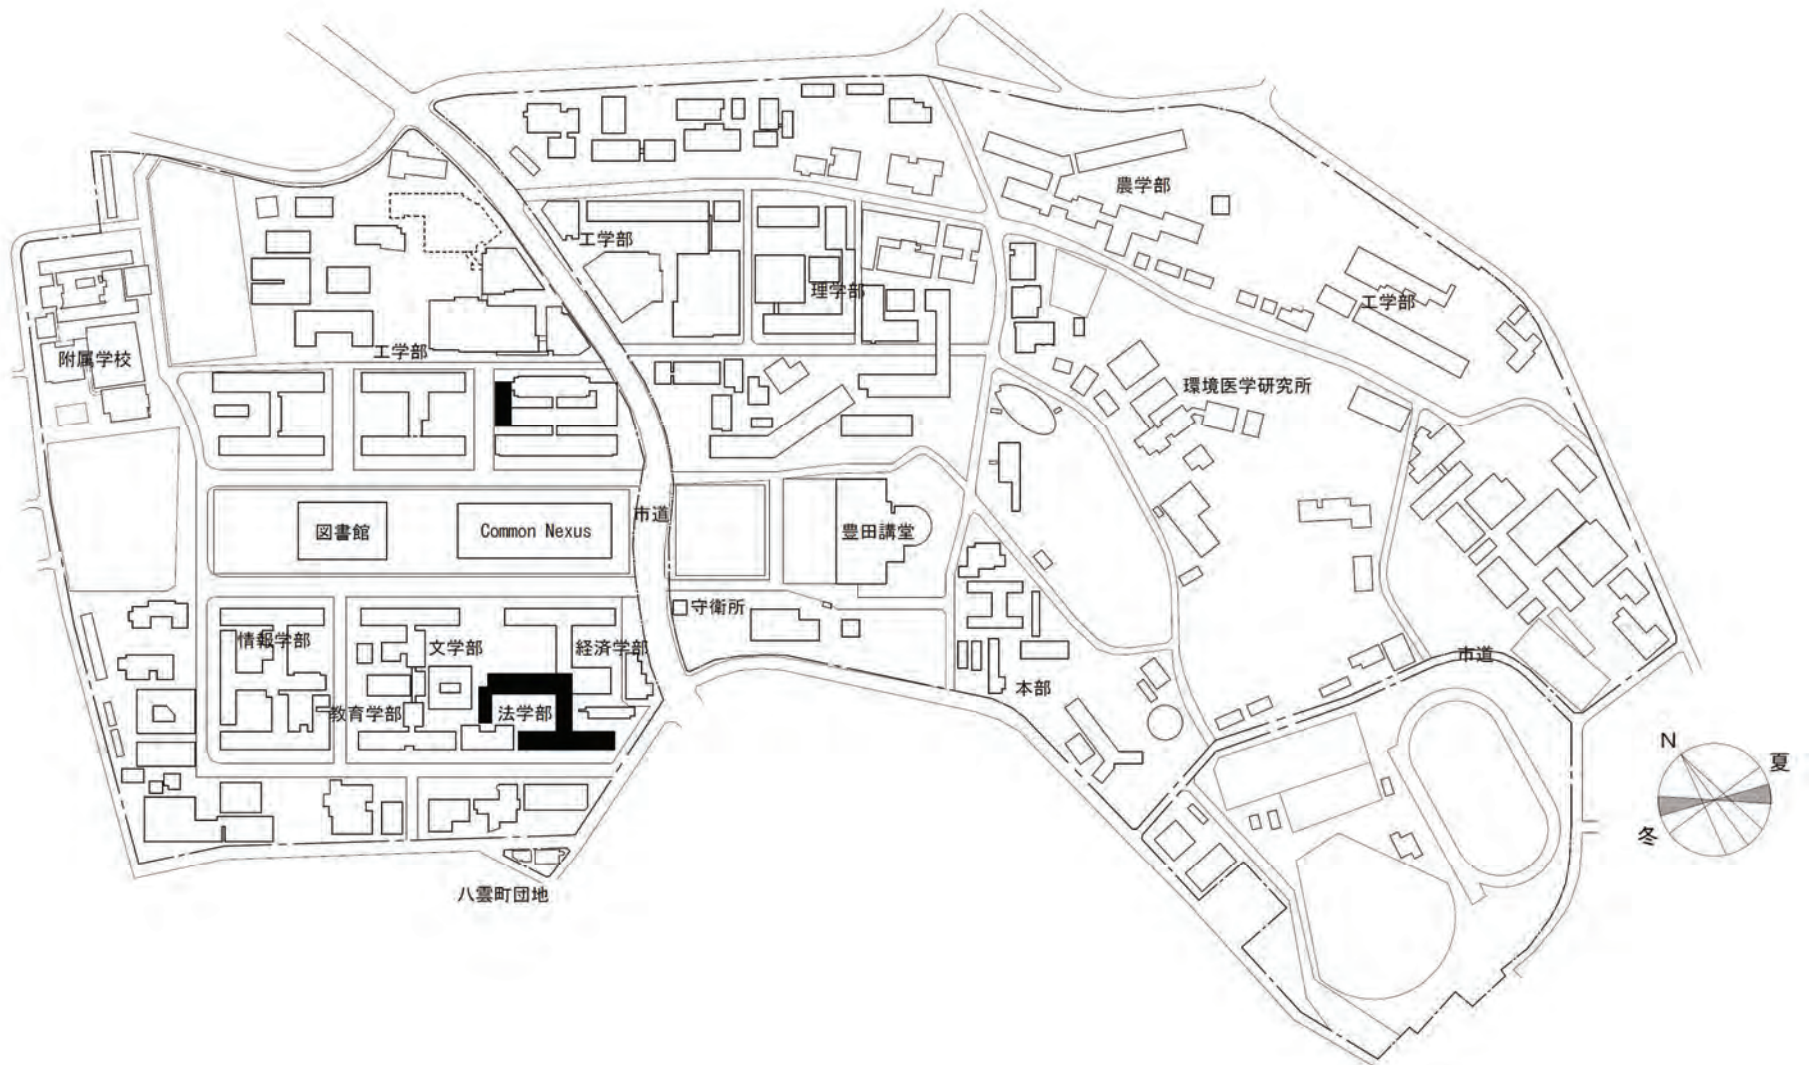 農学部
工学部
理学部
工学部
工学部
附属学校
環境医学研究所
市道
図書館
Common Nexus
豊田講堂
守衛所
情報学部
文学部
経済学部
市道
本部
教育学部
法学部
N
夏
冬
八雲町団地